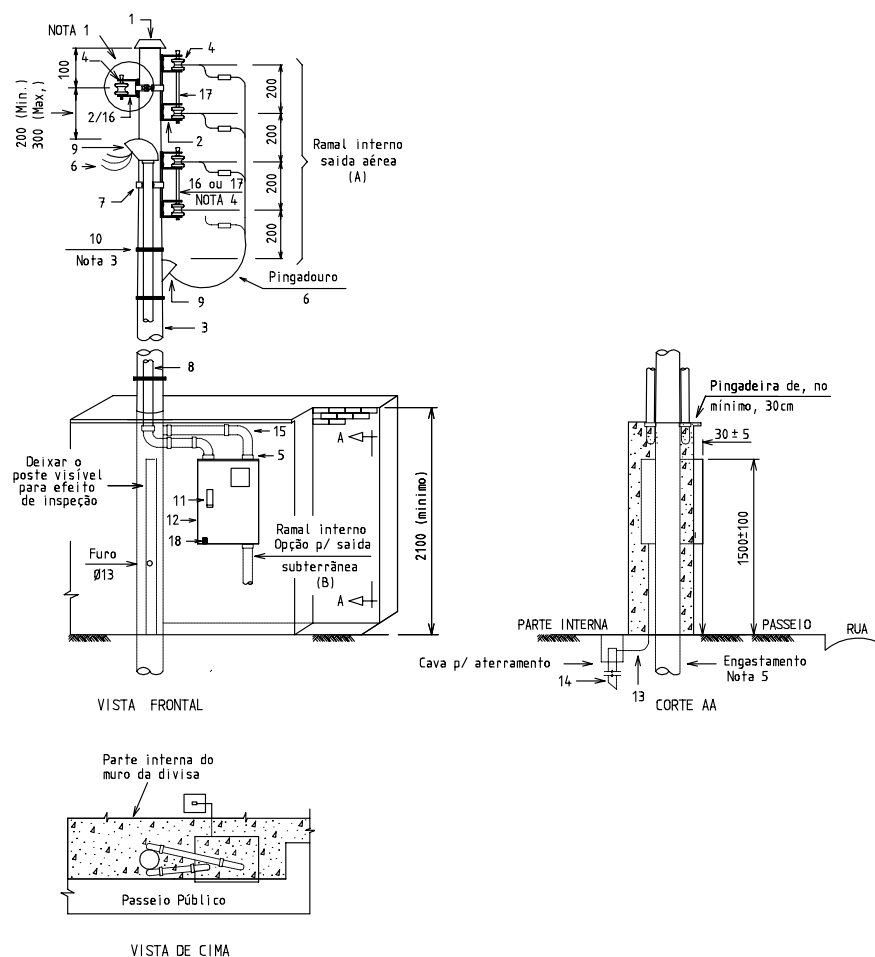 1
NOTA 1
4
4
100
200 (Min.)
300 (Max,)
2/16
17
200
200
200
200
2
9
6
7
16 ou 17
NOTA 4
Ramal interno
saida aérea
(A)
10
Nota 3
Pingadouro
6
9
3
8
15
A
5
Deixar o
poste visível
para efeito
de inspeção
11
12
18
Ramal interno
Opção p/ saida
subterrânea
(B)
Furo
Ø13
A
2100 (minimo)
VISTA FRONTAL
Pingadeira de, no
mínimo, 30cm
30±5
1500±100
PARTE INTERNA
PASSEIO
RUA
Cava p/ aterramento
14
13
Engastamento
Nota 5
CORTE AA
Parte interna do
muro da divisa
Passeio Público
VISTA DE CIMA